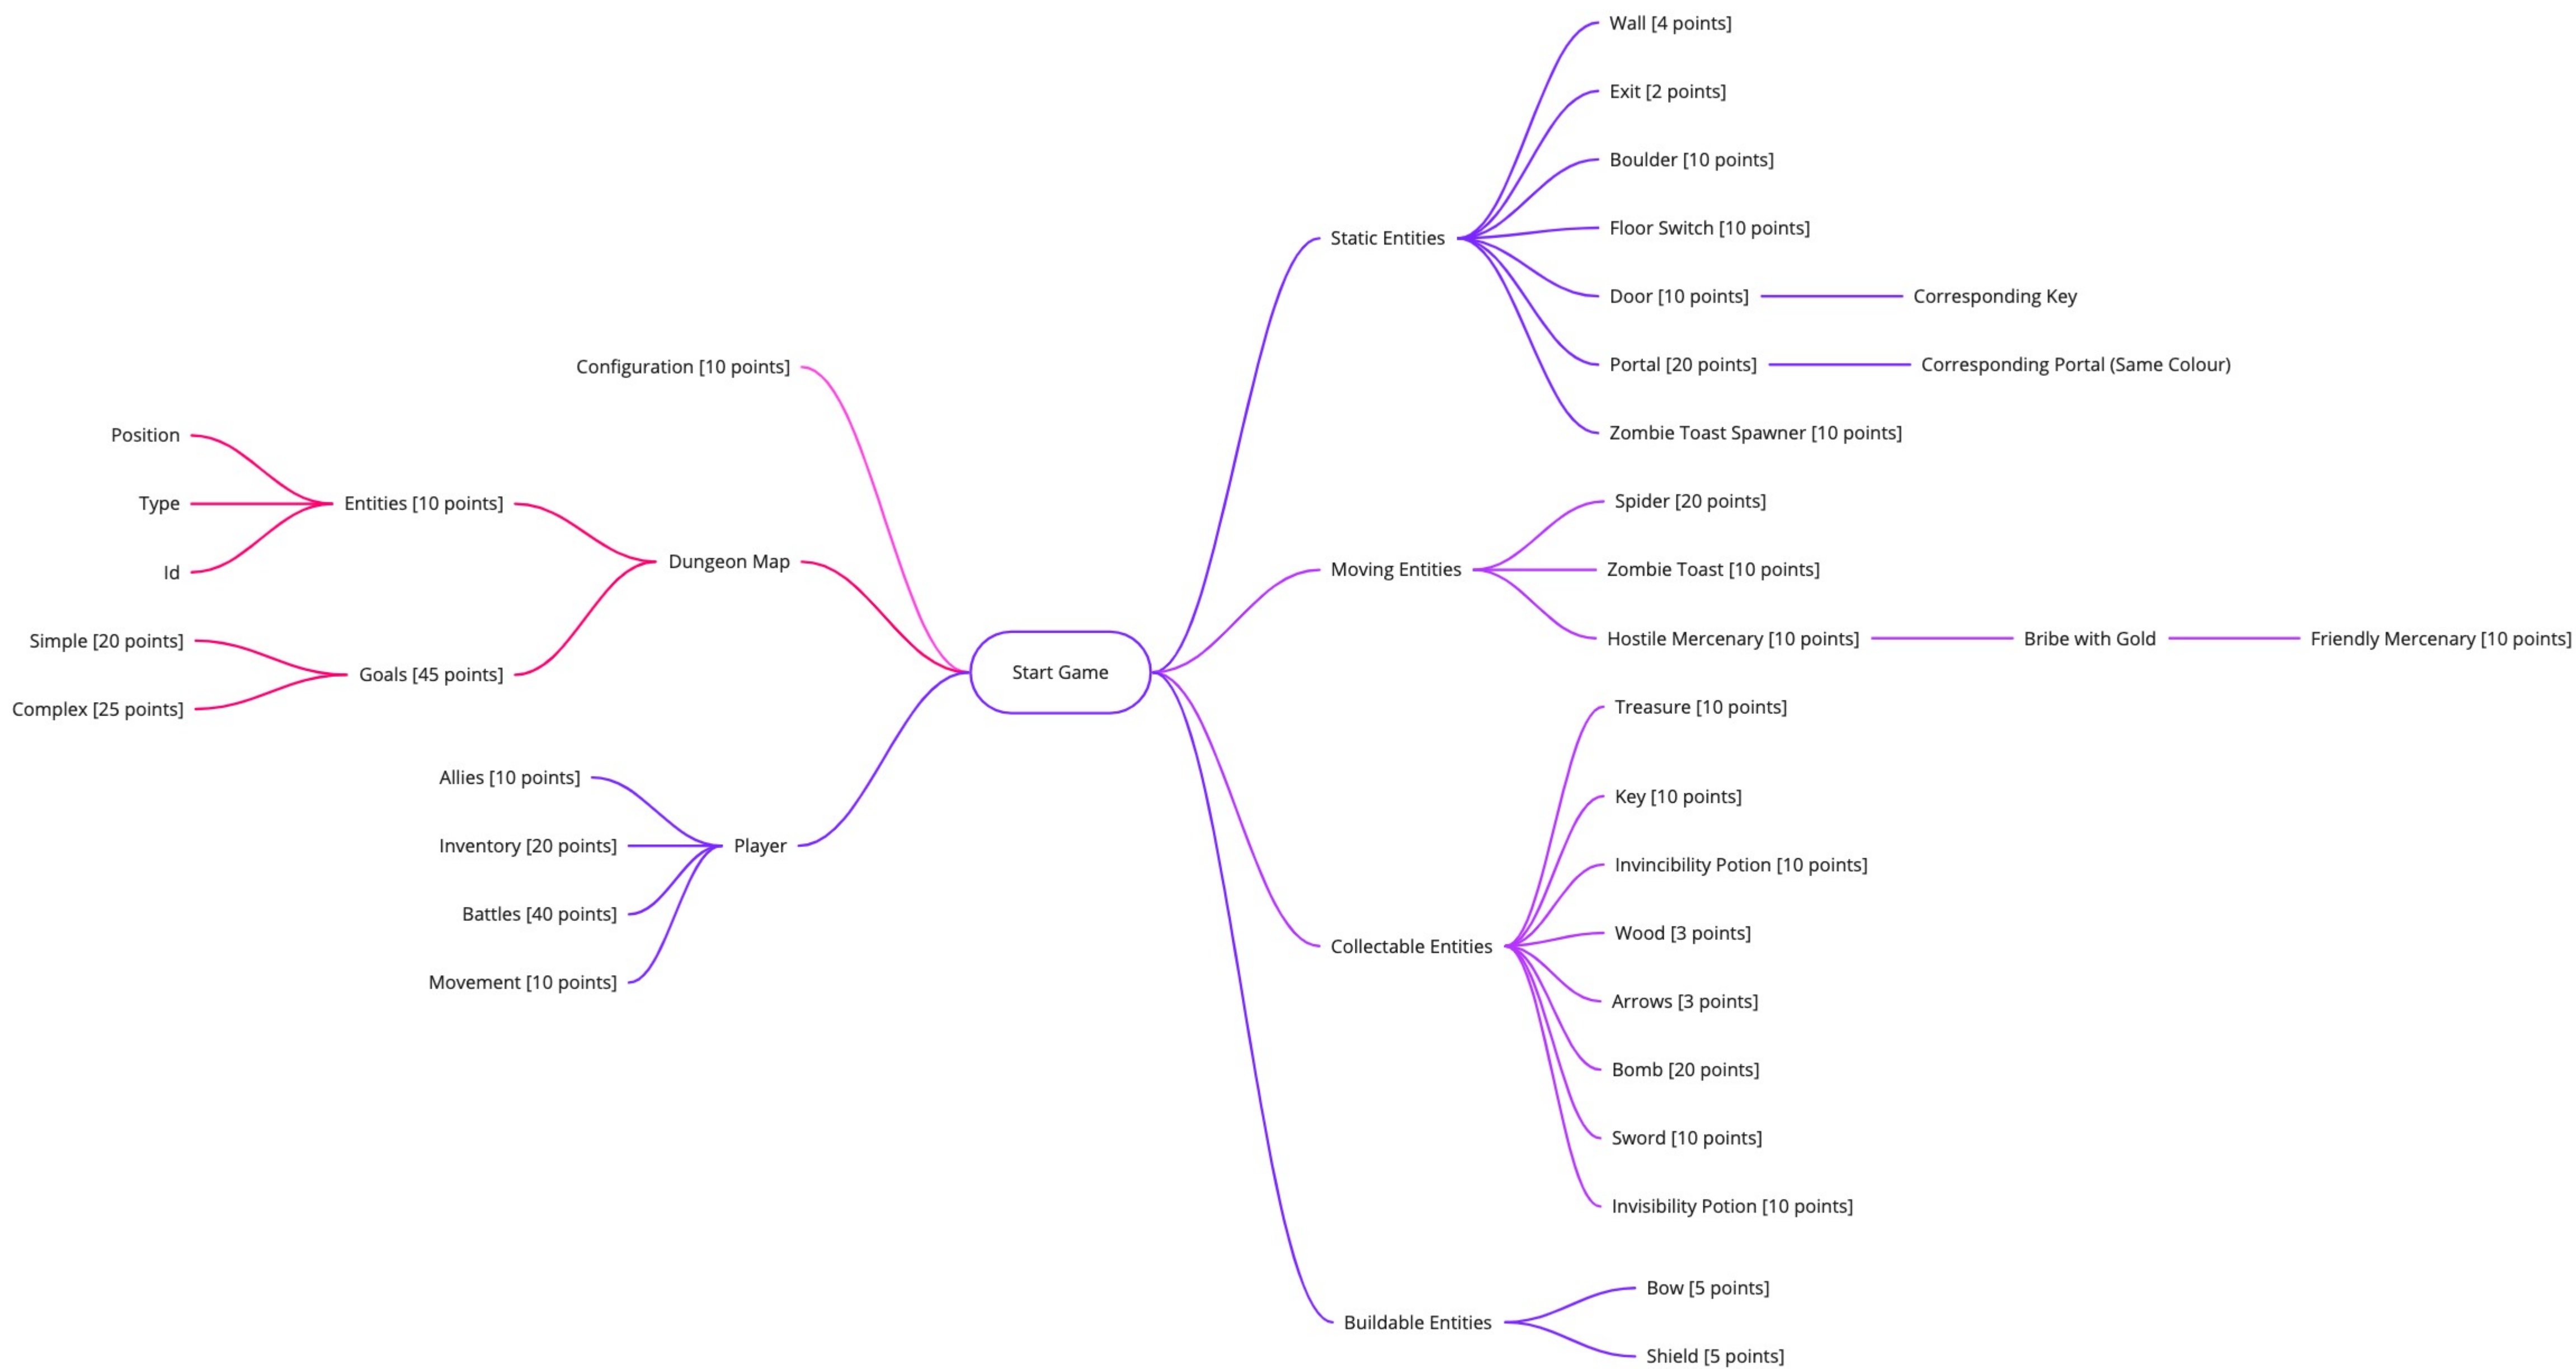 Start Game
Configuration [10 points]
Dungeon Map
Entities [10 points]
Position
Type
Id
Goals [45 points]
Simple [20 points]
Complex [25 points]
Player
Allies [10 points]
Inventory [20 points]
Battles [40 points]
Movement [10 points]
Static Entities
Wall [4 points]
Exit [2 points]
Boulder [10 points]
Floor Switch [10 points]
Door [10 points]
Corresponding Key
Portal [20 points]
Corresponding Portal (Same Colour)
Zombie Toast Spawner [10 points]
Moving Entities
Spider [20 points]
Zombie Toast [10 points]
Hostile Mercenary [10 points]
Bribe with Gold
Friendly Mercenary [10 points]
Collectable Entities
Treasure [10 points]
Key [10 points]
Invincibility Potion [10 points]
Wood [3 points]
Arrows [3 points]
Bomb [20 points]
Sword [10 points]
Invisibility Potion [10 points]
Buildable Entities
Bow [5 points]
Shield [5 points]